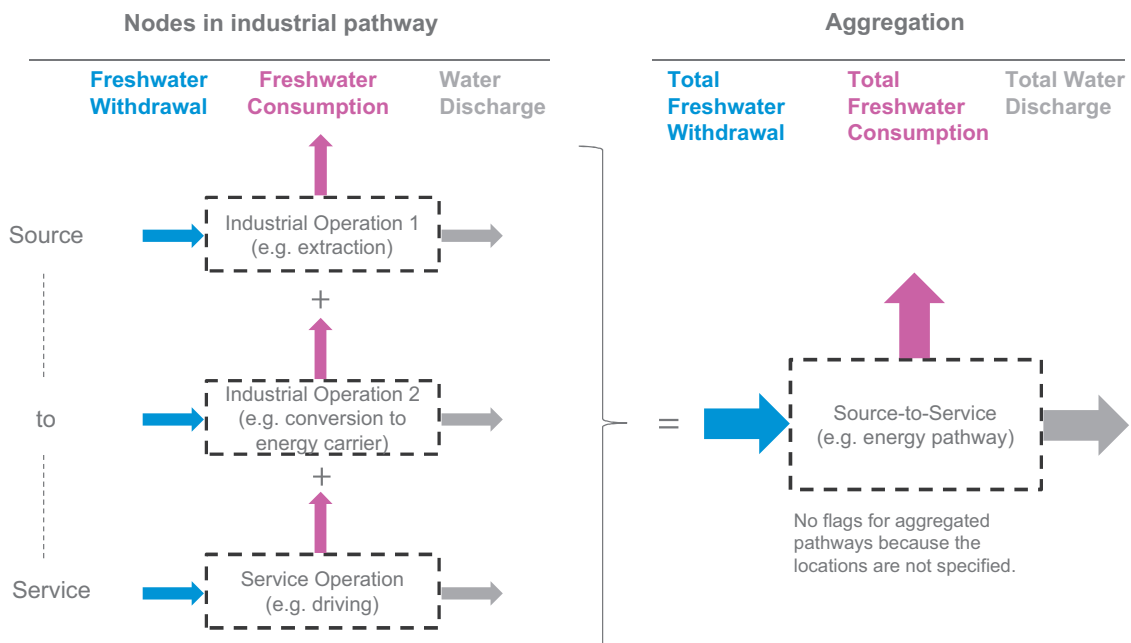 Nodes in industrial pathway
Freshwater
Withdrawal
Freshwater
Consumption
Water
Discharge
Source
Industrial Operation 1
(e.g. extraction)
+
to
Industrial Operation 2
(e.g. conversion to
energy carrier)
+
Service
Service Operation
(e.g. driving)
=
Aggregation
Total
Freshwater
Withdrawal
Total
Freshwater
Consumption
Total Water
Discharge
Source-to-Service
(e.g. energy pathway)
No flags for aggregated
pathways because the
locations are not specified.